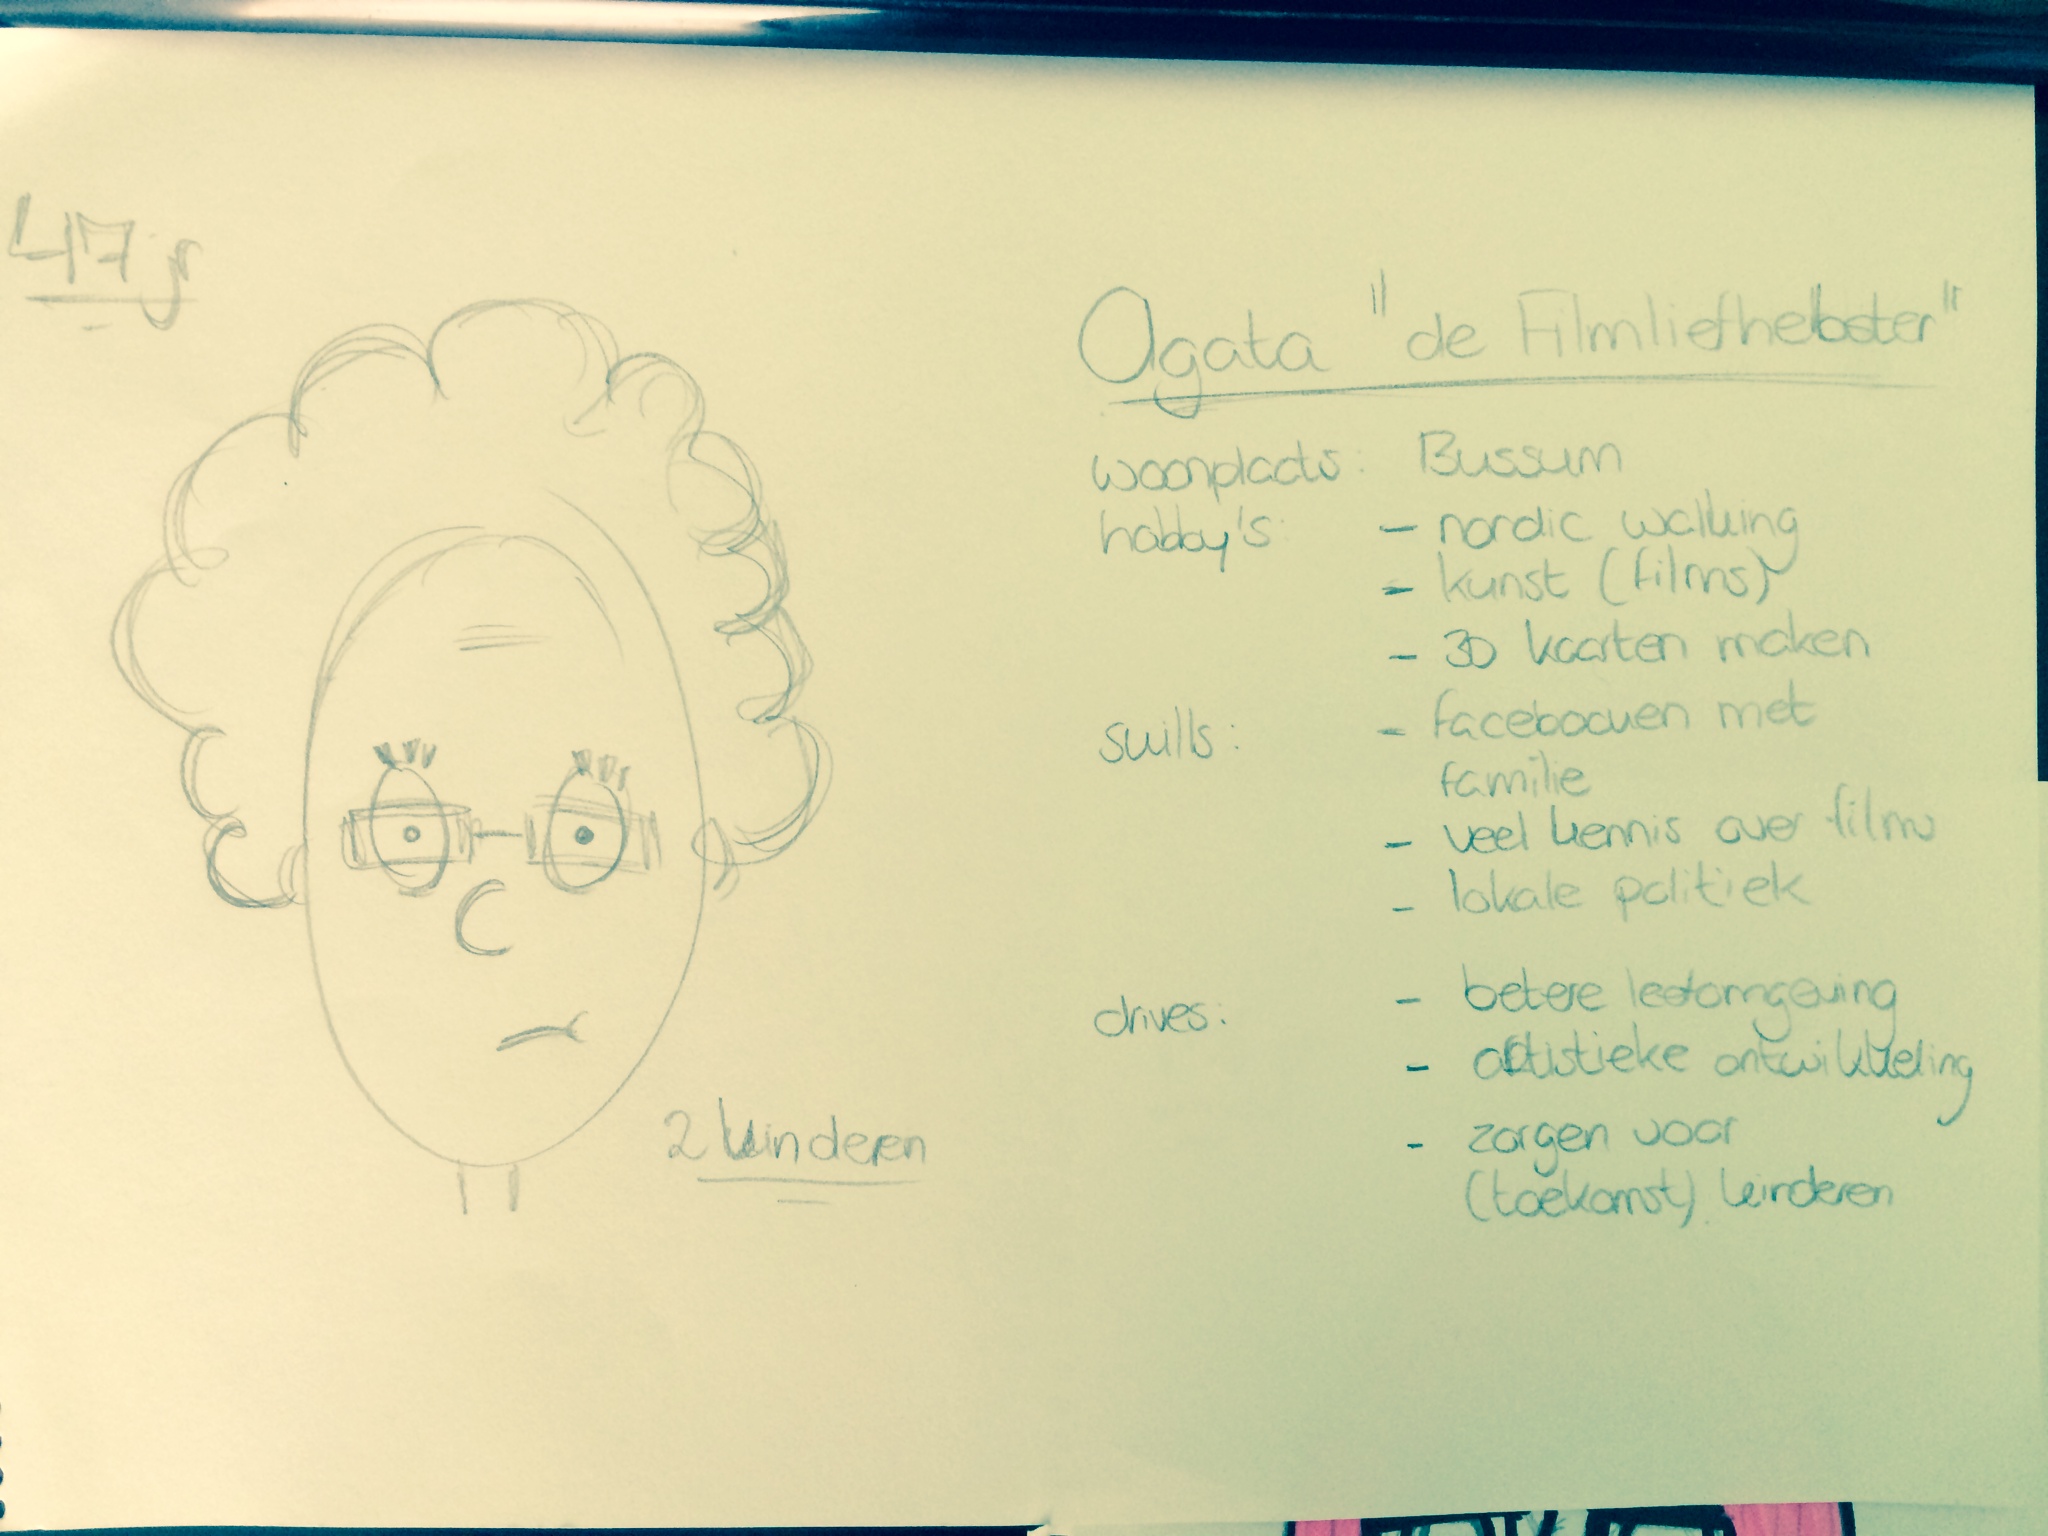 47 j
Agata "de Filmliefhebster"
woonplaats: Bussum
hobby's: - nordic walking
- kunst (films)
- 3D kaarten maken
skills: - facebooken met
familie
- veel kennis over films
- lokale politiek
drives: - betere leefomgeving
- artistieke ontwikkeling
- zorgen voor
(toekomst) kinderen
2 kinderen